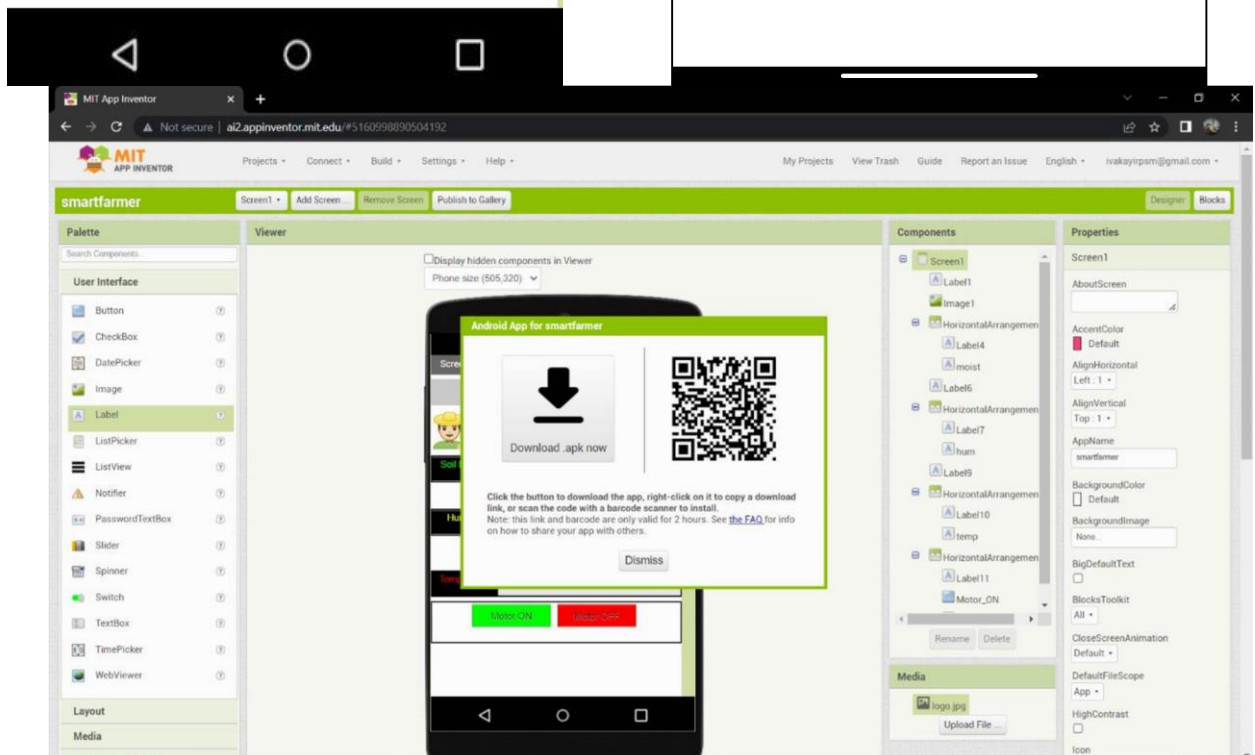 MIT App Inventor
Not secure | ai2.appinventor.mit.edu/#5160998890504192
MIT
APP INVENTOR
Projects
Connect
Build
Settings
Help
My Projects
View Trash
Guide
Report an Issue
English
ivakayirpsm@gmail.com
smartfarmer
Screen1
Add Screen ...
Remove Screen
Publish to Gallery
Designer
Blocks
Palette
Search Components...
User Interface
Button
CheckBox
DatePicker
Image
Label
ListPicker
ListView
Notifier
PasswordTextBox
Slider
Spinner
Switch
TextBox
TimePicker
WebViewer
Layout
Media
Viewer
Display hidden components in Viewer
Phone size (505,320)
Scree
Android App for smartfarmer
Download .apk now
Click the button to download the app, right-click on it to copy a download
link, or scan the code with a barcode scanner to install.
Note: this link and barcode are only valid for 2 hours. See the FAQ for info
on how to share your app with others.
Dismiss
Soil
Hu
Temp
Motor ON
Motor OFF
Components
Screen1
Label1
Image1
HorizontalArrangemen
Label4
moist
Label6
HorizontalArrangemen
Label7
hum
Label9
HorizontalArrangemen
Label10
temp
HorizontalArrangemen
Label11
Motor_ON
Rename
Delete
Media
logo.jpg
Upload File ...
Properties
Screen1
AboutScreen
AccentColor
Default
AlignHorizontal
Left : 1
AlignVertical
Top : 1
AppName
smartfarmer
BackgroundColor
Default
BackgroundImage
None...
BigDefaultText
BlocksToolkit
All
CloseScreenAnimation
Default
DefaultFileScope
App
HighContrast
Icon